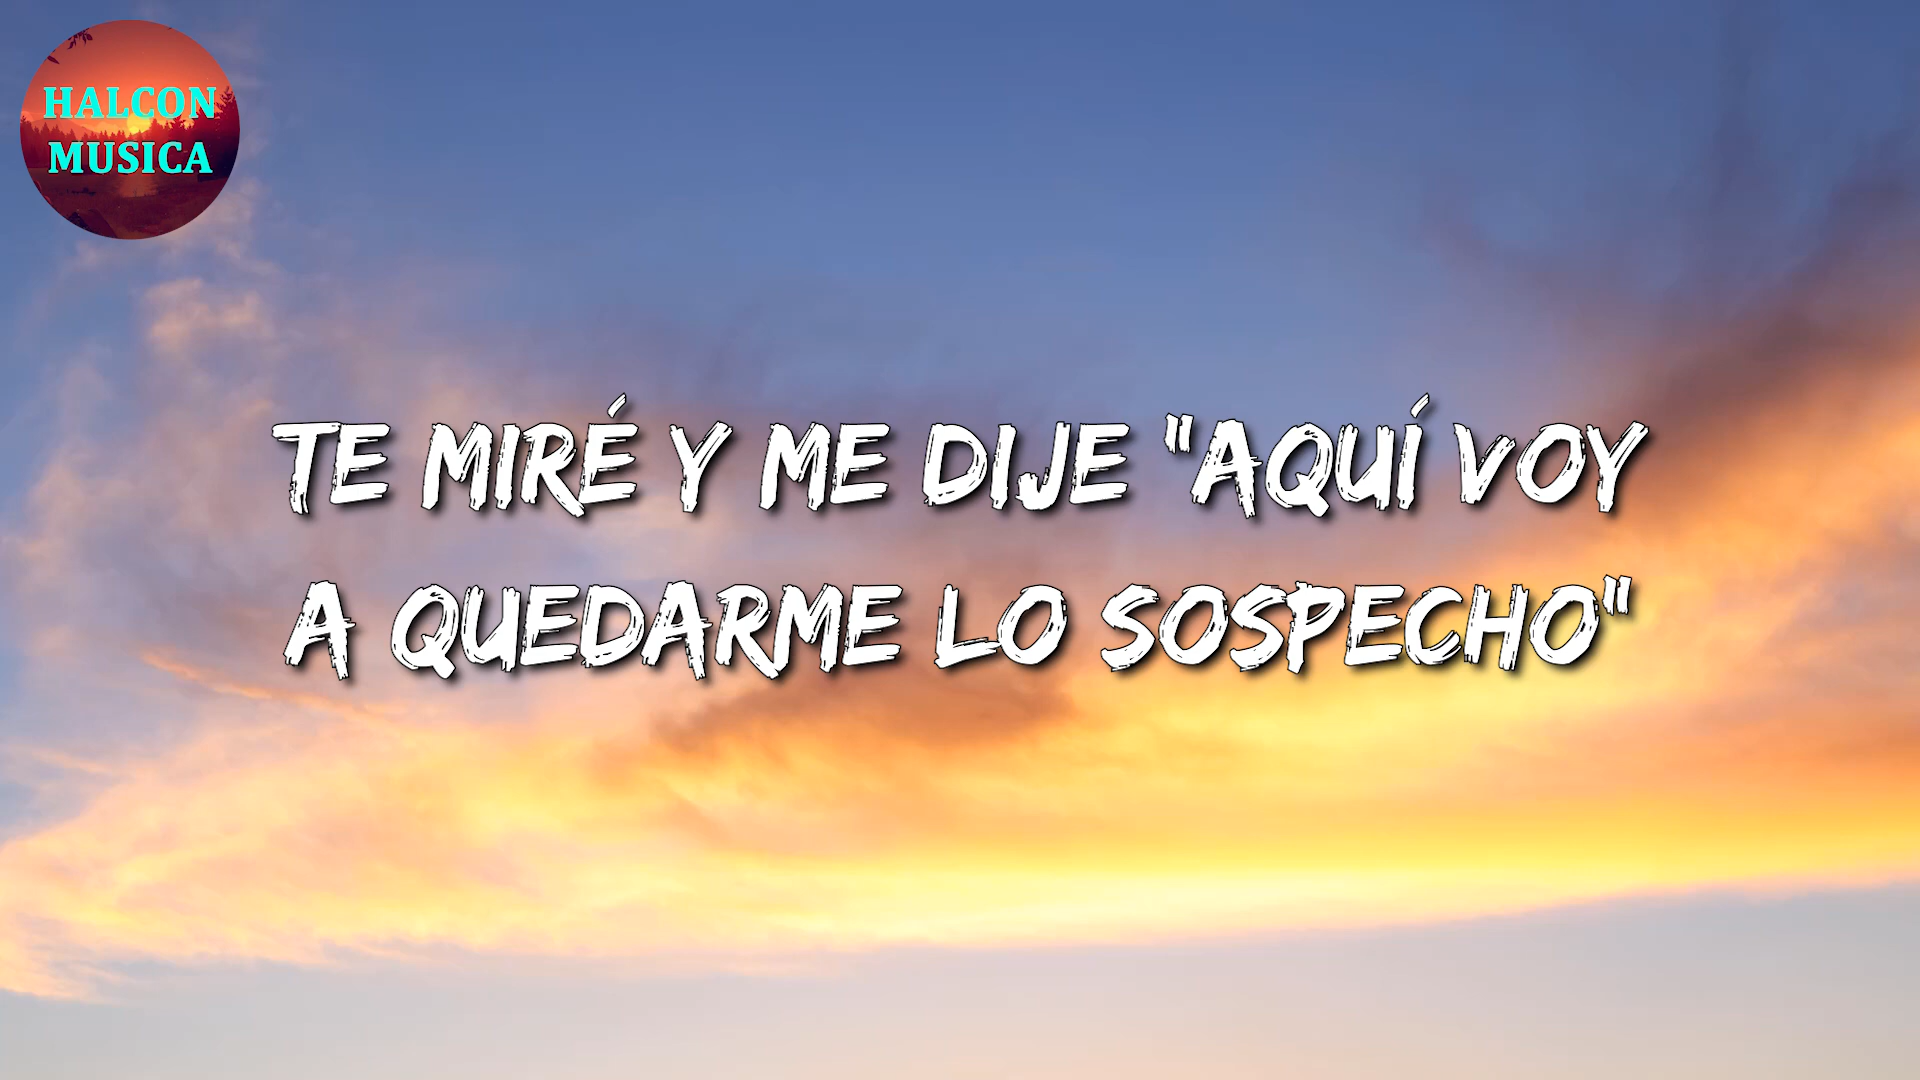 HALCON
MUSICA
TE MIRÉ Y ME DIJE "AQUÍ VOY
A QUEDARME LO SOSPECHO"